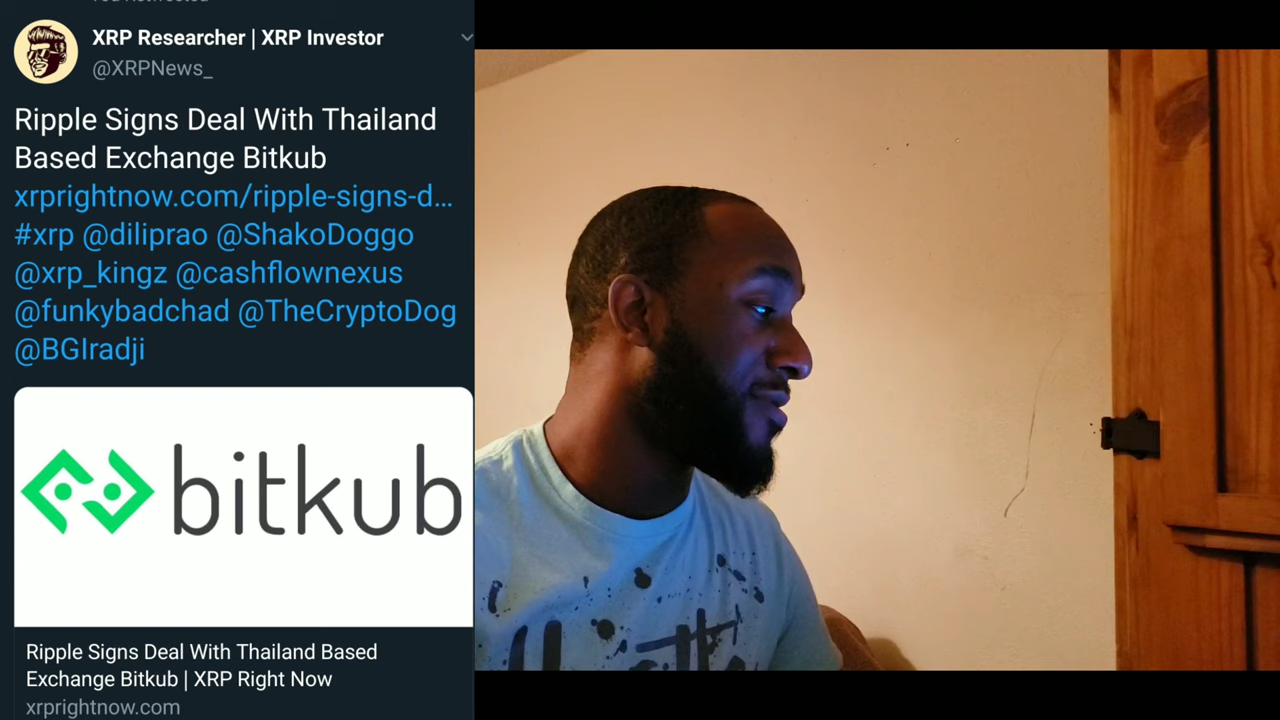 XRP Researcher | XRP Investor
@XRPNews_
Ripple Signs Deal With Thailand
Based Exchange Bitkub
xrprightnow.com/ripple-signs-d...
#xrp @diliprao @ShakoDoggo
@xrp_kingz @cashflownexus
@funkybadchad @TheCryptoDog
@BGIradji
bitkub
Ripple Signs Deal With Thailand Based
Exchange Bitkub | XRP Right Now
xrprightnow.com